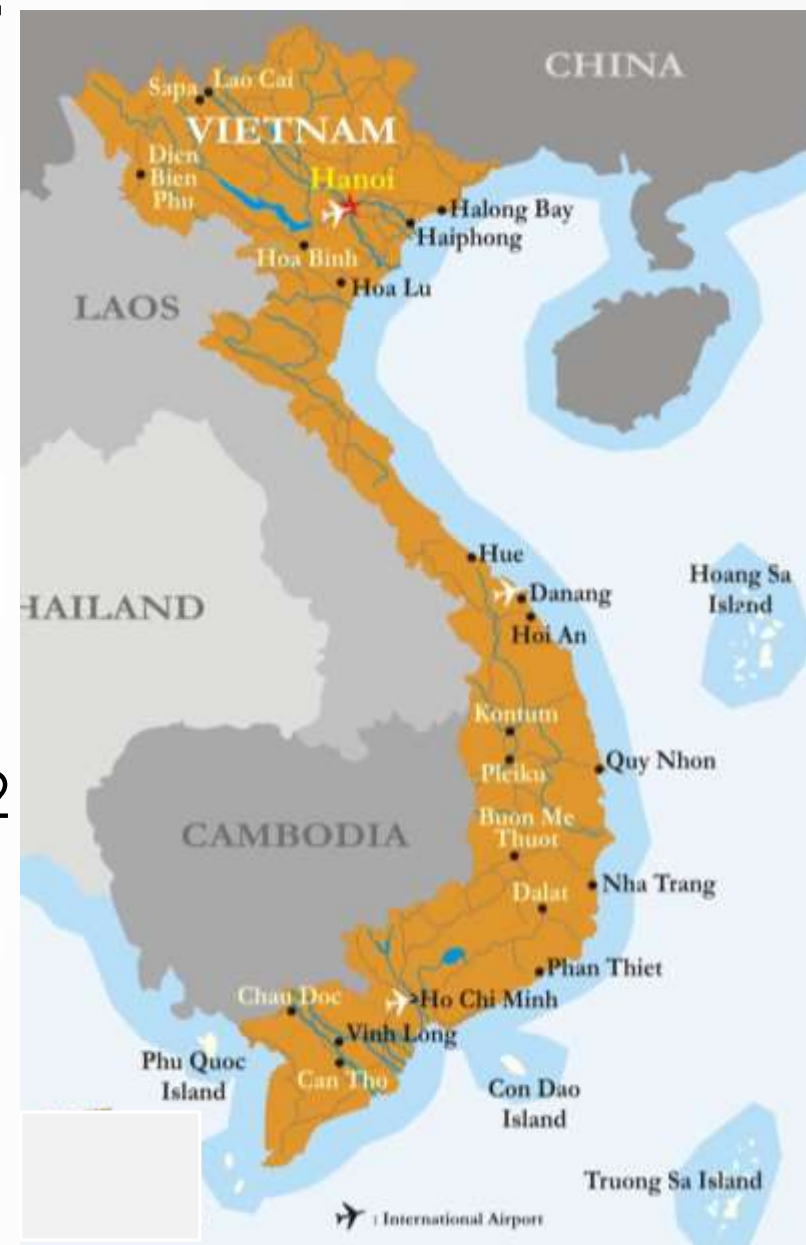 CHINA
Lao Cai
Sapa
VIETNAM
Dien
Bien
Phu
Hanoi
Halong Bay
Haiphong
Hoa Binh
Hoa Lu
LAOS
Hue
Hoang Sa
Island
Danang
HAILAND
Hoi An
Kontum
Quy Nhon
Pleiku
Buon Me
Thuot
CAMBODIA
Nha Trang
Dalat
Phan Thiet
Chau Doc
Ho Chi Minh
Vinh Long
Phu Quoc
Island
Can Tho
Con Dao
Island
Truong Sa Island
: International Airport